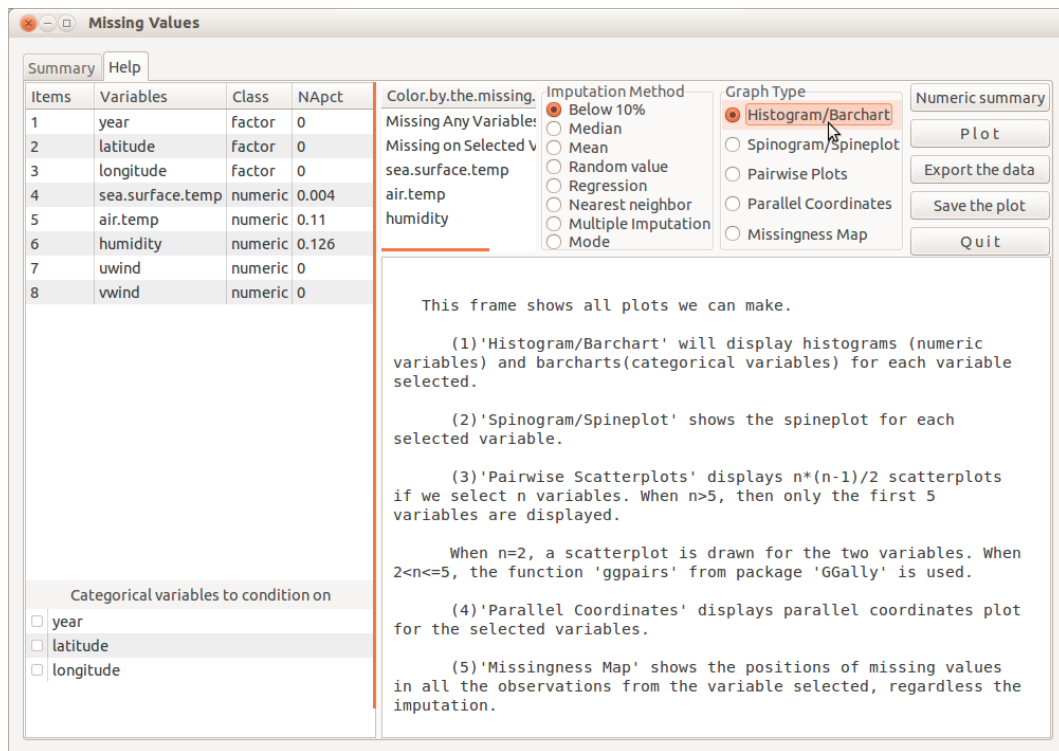 Missing Values
Summary Help
Items Variables Class NApct
1 year factor 0
2 latitude factor 0
3 longitude factor 0
4 sea.surface.temp numeric 0.004
5 air.temp numeric 0.11
6 humidity numeric 0.126
7 uwind numeric 0
8 vwind numeric 0
Categorical variables to condition on
year
latitude
longitude
Color.by.the.missing.
Missing Any Variables
Missing on Selected V
sea.surface.temp
air.temp
humidity
Imputation Method
Below 10%
Median
Mean
Random value
Regression
Nearest neighbor
Multiple Imputation
Mode
Graph Type
Histogram/Barchart
Spinogram/Spineplot
Pairwise Plots
Parallel Coordinates
Missingness Map
Numeric summary
Plot
Export the data
Save the plot
Quit
This frame shows all plots we can make.
(1)'Histogram/Barchart' will display histograms (numeric
variables) and barcharts(categorical variables) for each variable
selected.
(2)'Spinogram/Spineplot' shows the spineplot for each
selected variable.
(3)'Pairwise Scatterplots' displays n*(n-1)/2 scatterplots
if we select n variables. When n>5, then only the first 5
variables are displayed.
When n=2, a scatterplot is drawn for the two variables. When
2<n<=5, the function 'ggpairs' from package 'GGally' is used.
(4)'Parallel Coordinates' displays parallel coordinates plot
for the selected variables.
(5)'Missingness Map' shows the positions of missing values
in all the observations from the variable selected, regardless the
imputation.